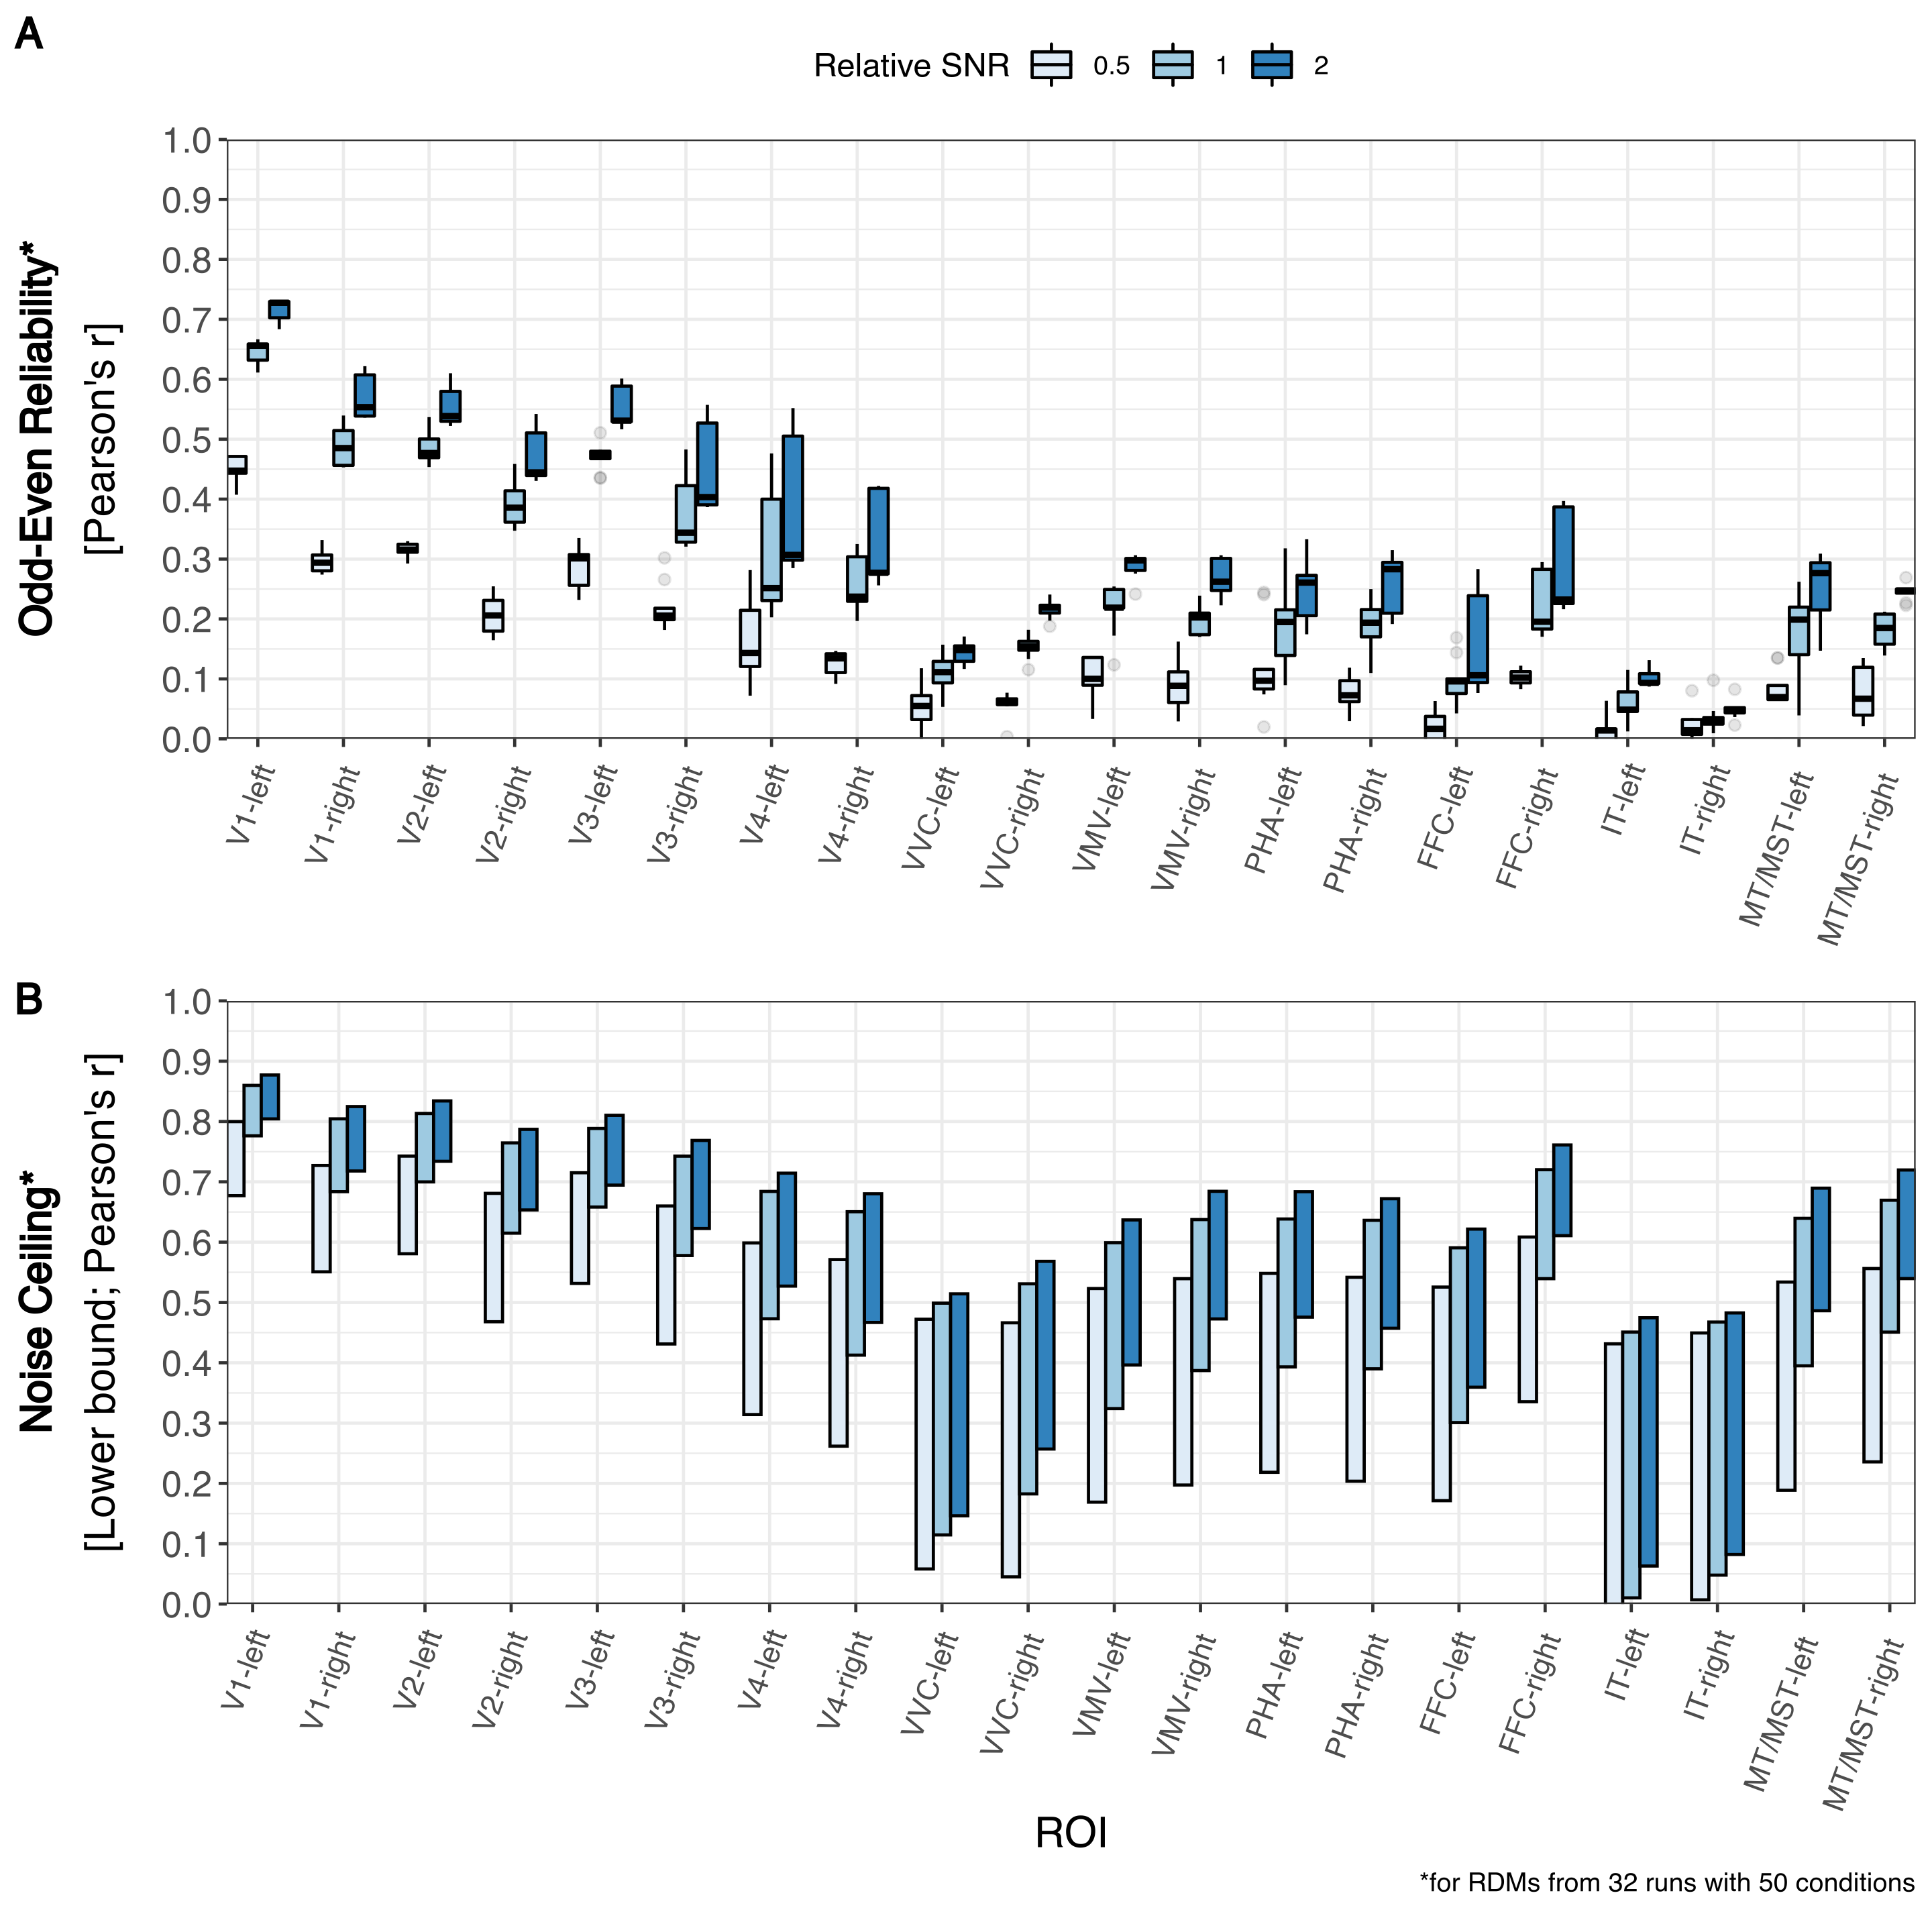 A
Relative SNR 0.5 1 2
Odd-Even Reliability*
[Pearson's r]
1.0
0.9
0.8
0.7
0.6
0.5
0.4
0.3
0.2
0.1
0.0
V1-left
V1-right
V2-left
V2-right
V3-left
V3-right
V4-left
V4-right
VVC-left
VVC-right
VMV-left
VMV-right
PHA-left
PHA-right
FFC-left
FFC-right
IT-left
IT-right
MT/MST-left
MT/MST-right
B
Noise Ceiling*
[Lower bound; Pearson's r]
1.0
0.9
0.8
0.7
0.6
0.5
0.4
0.3
0.2
0.1
0.0
V1-left
V1-right
V2-left
V2-right
V3-left
V3-right
V4-left
V4-right
VVC-left
VVC-right
VMV-left
VMV-right
PHA-left
PHA-right
FFC-left
FFC-right
IT-left
IT-right
MT/MST-left
MT/MST-right
ROI
*for RDMs from 32 runs with 50 conditions